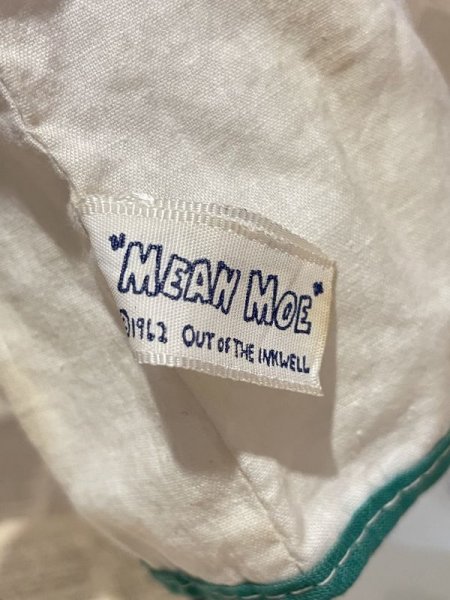 "MEAN MOE"
©1962 OUT OF THE INKWELL